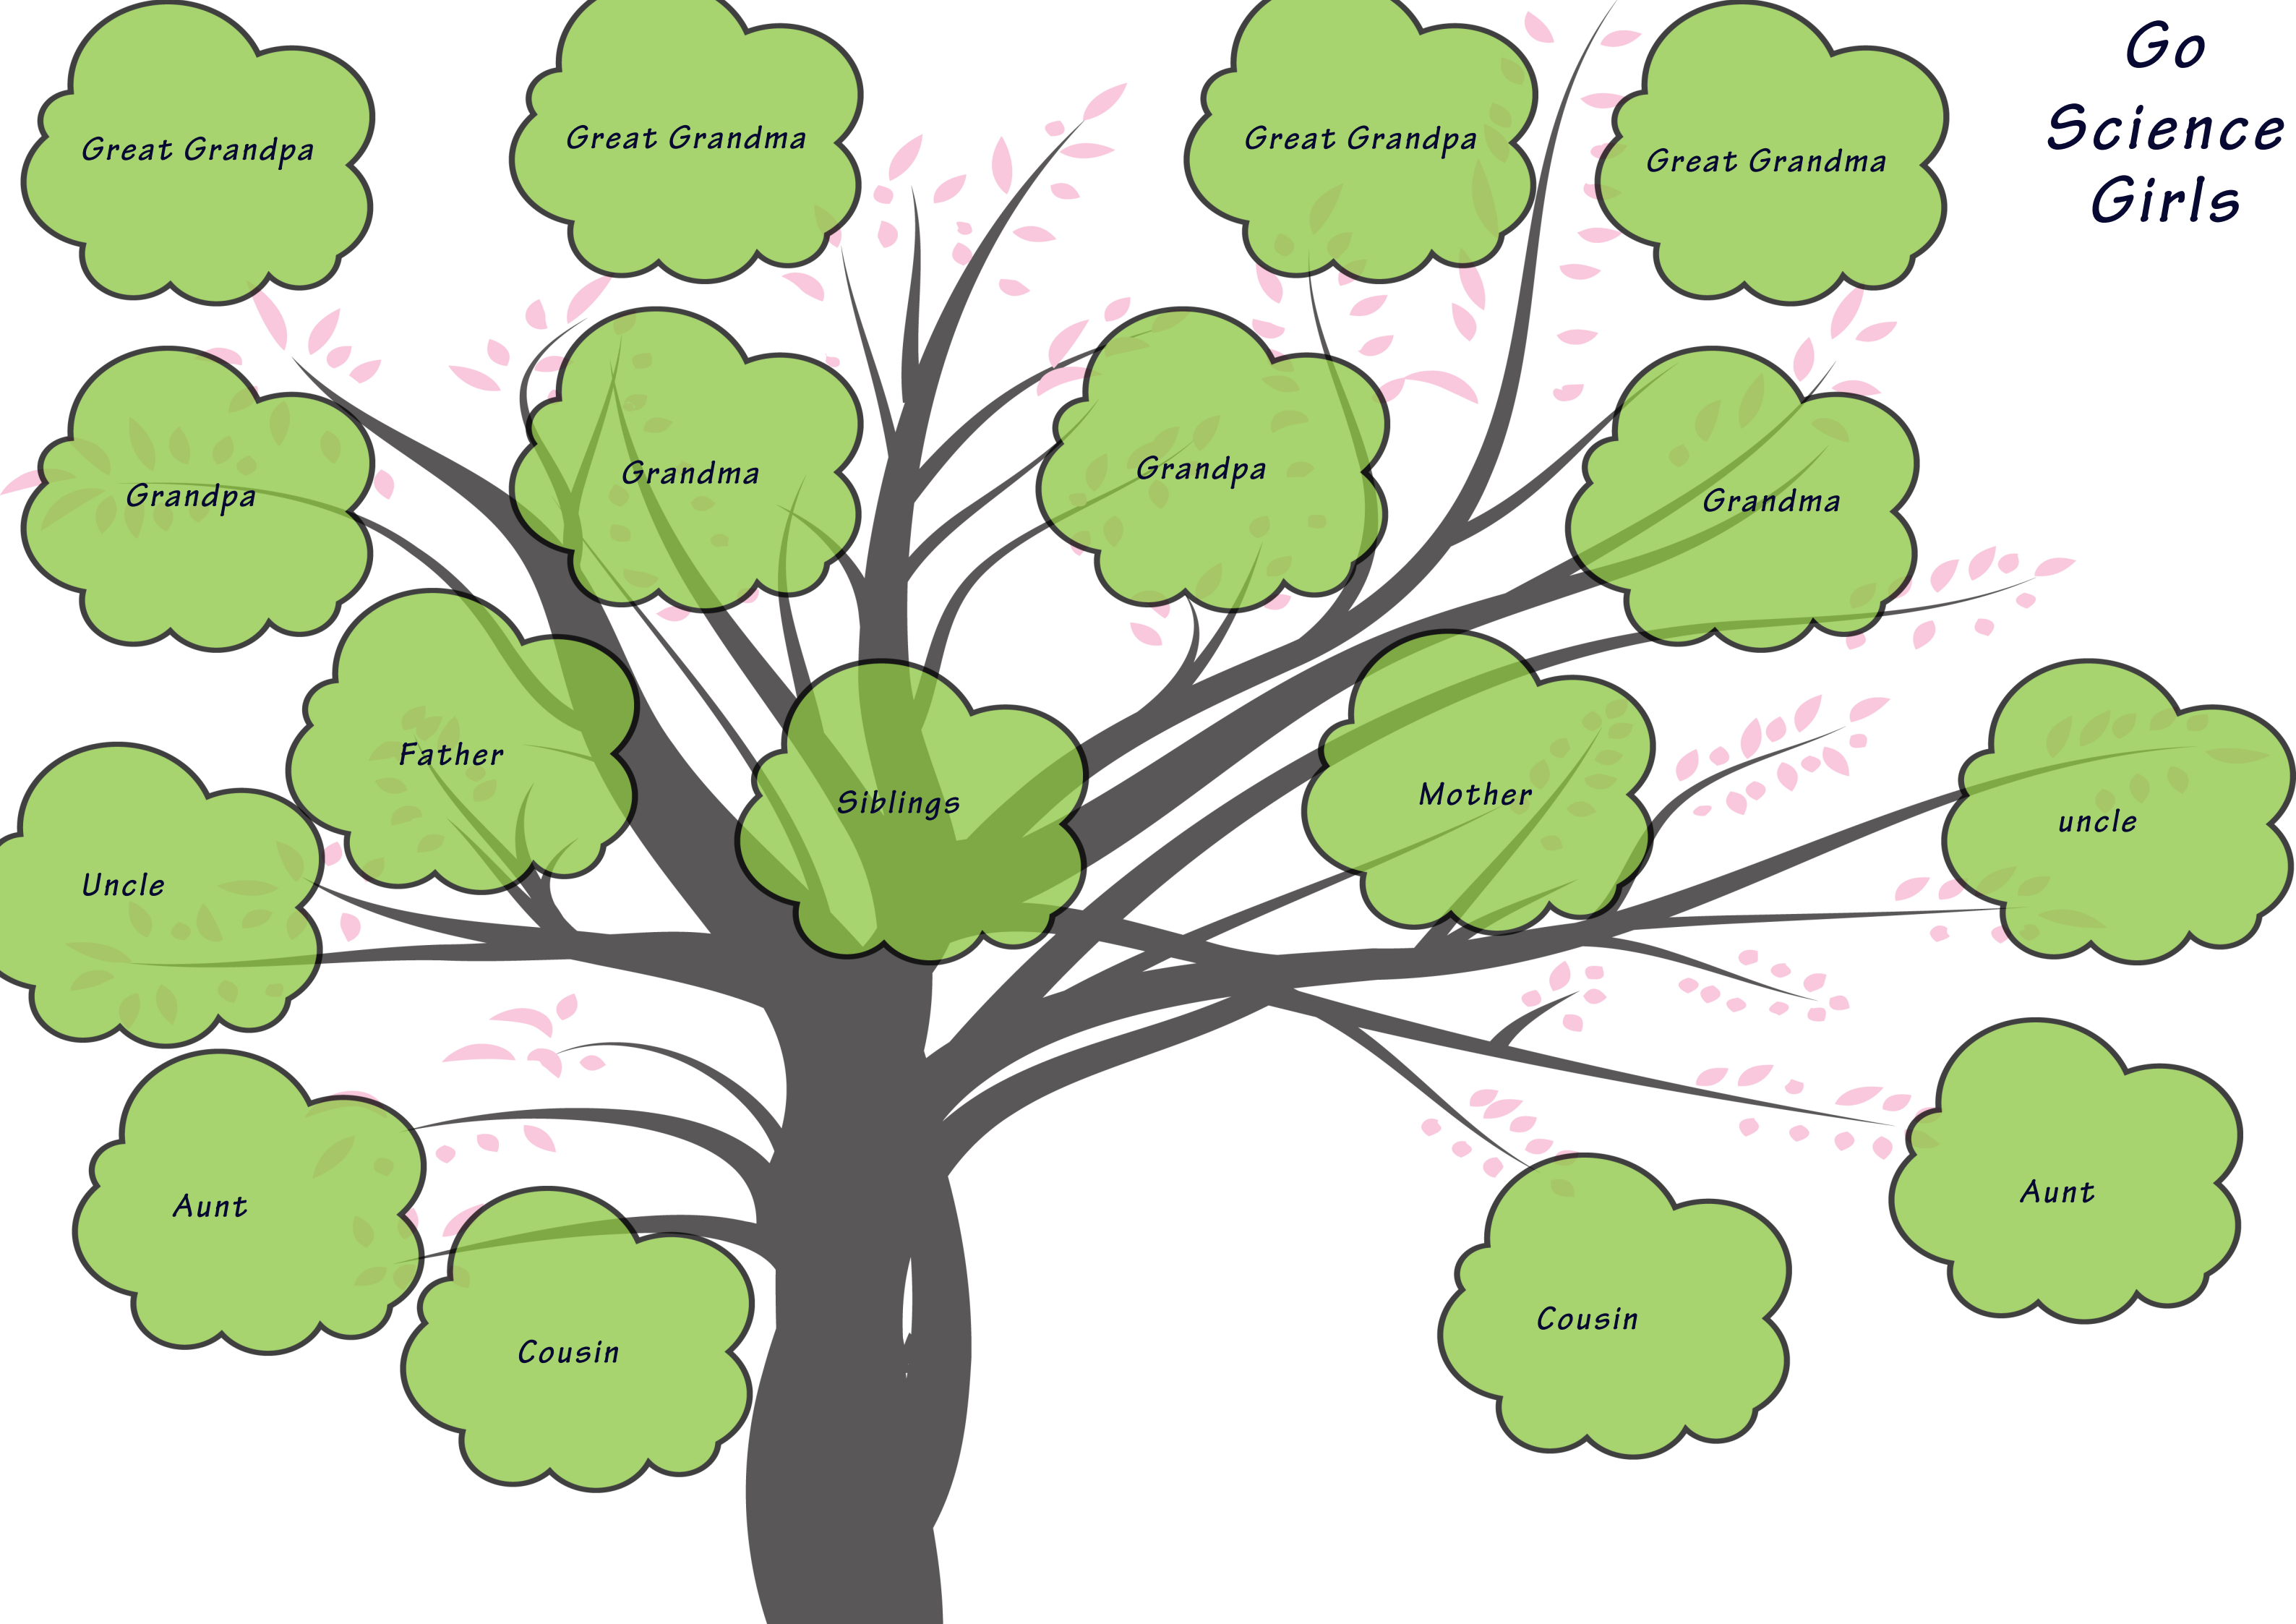 Go
Science
Girls
Great Grandpa
Great Grandma
Great Grandpa
Great Grandma
Grandpa
Grandma
Grandpa
Grandma
Father
Siblings
Mother
Uncle
uncle
Aunt
Aunt
Cousin
Cousin